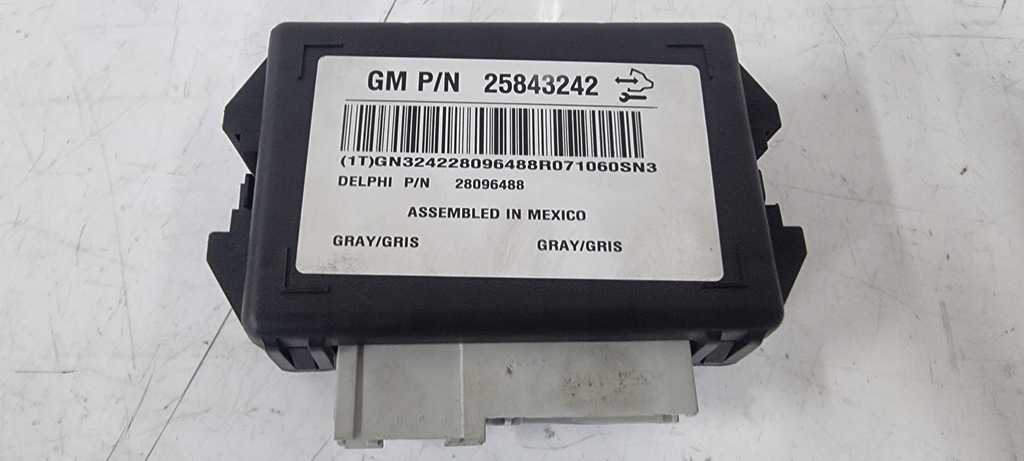 GM P/N 25843242
(1T)GN324228096488R071060SN3
DELPHI P/N 28096488
ASSEMBLED IN MEXICO
GRAY/GRIS GRAY/GRIS